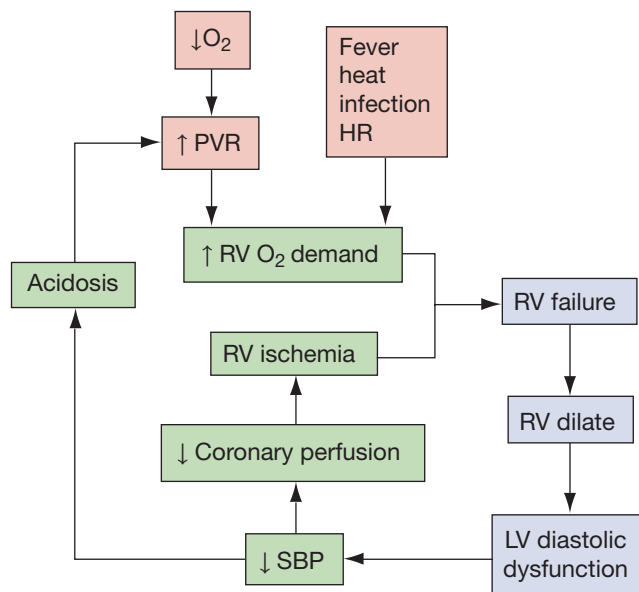 ↓O₂
Fever
heat
infection
HR
↑ PVR
↑ RV O₂ demand
Acidosis
RV failure
RV ischemia
RV dilate
↓ Coronary perfusion
LV diastolic
dysfunction
↓ SBP